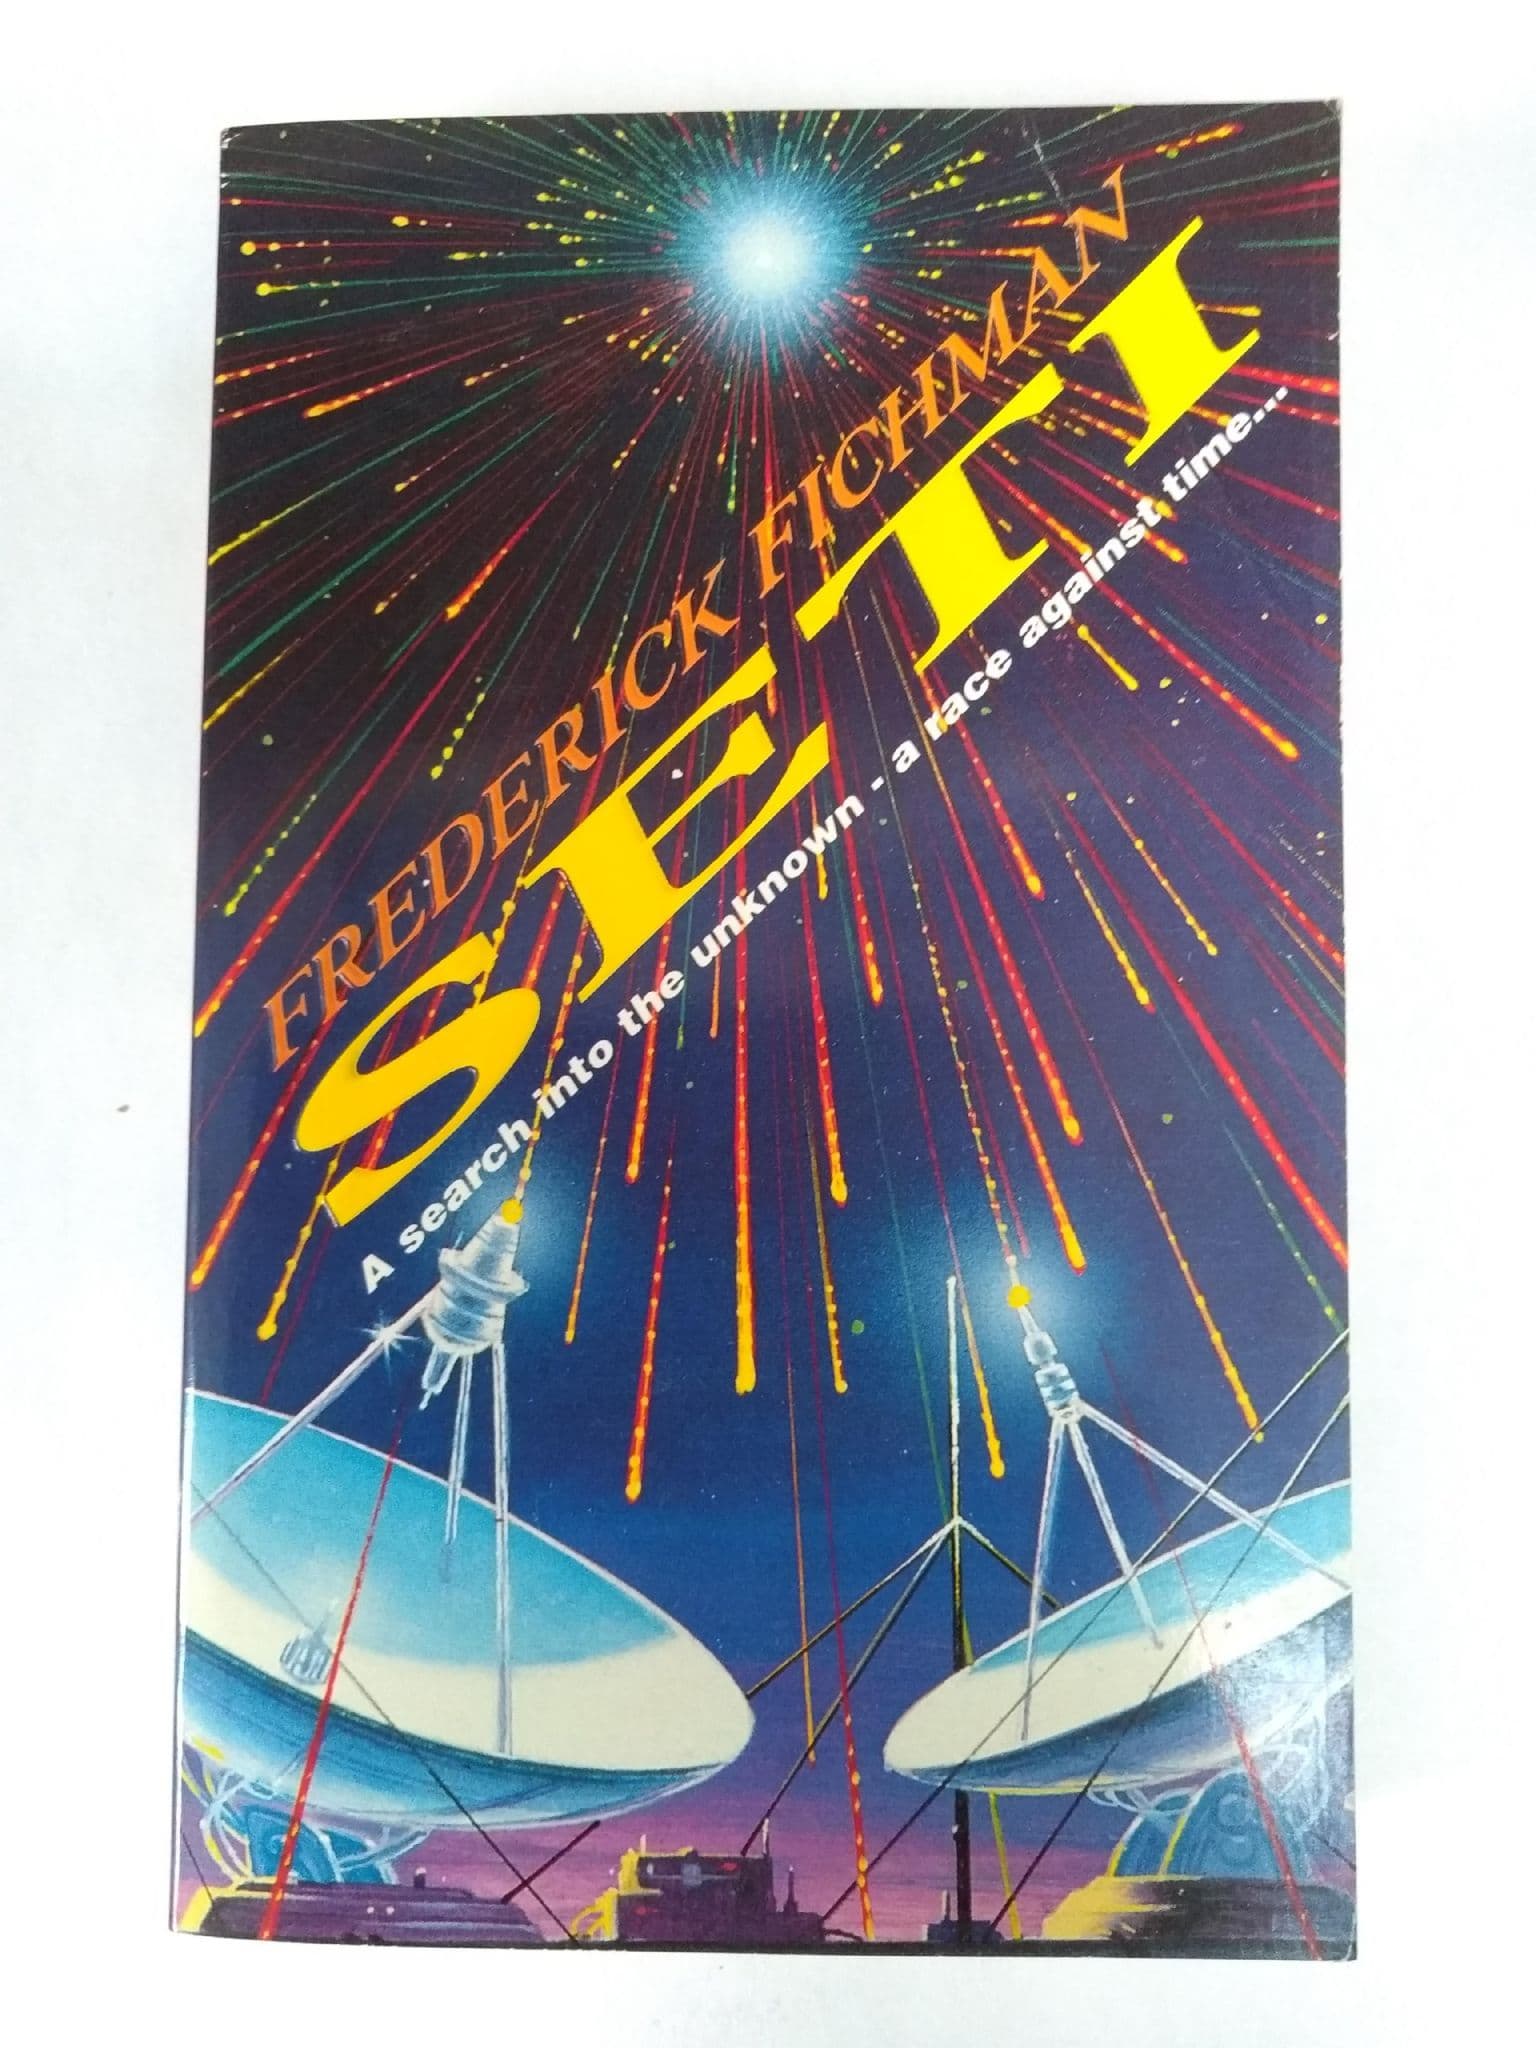 FREDERICK FICHMAN
SETI
A search into the unknown - a race against time...